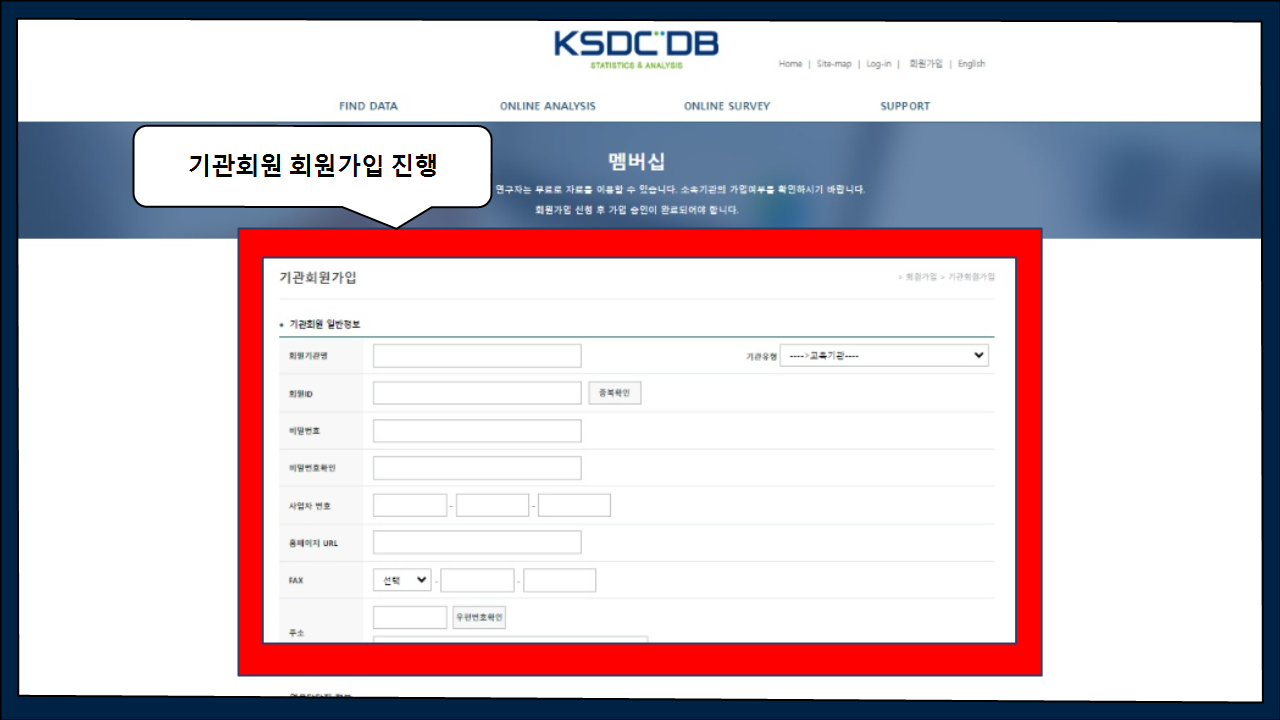 KSDC DB
STATISTICS & ANALYSIS
Home | Site-map | Log-in | 회원가입 | English
FIND DATA ONLINE ANALYSIS ONLINE SURVEY SUPPORT
기관회원 회원가입 진행
멤버십
연구자는 무료로 자료를 이용할 수 있습니다. 소속기관의 가입여부를 확인하시기 바랍니다.
회원가입 신청 후 가입 승인이 완료되어야 합니다.
기관회원가입
> 회원가입 > 기관회원가입
• 기관회원 일반정보
회원기관명 기관유형 ---->교육기관----
회원ID 중복확인
비밀번호
비밀번호확인
사업자 번호 - -
홈페이지 URL
FAX 선택 - -
우편번호확인
주소